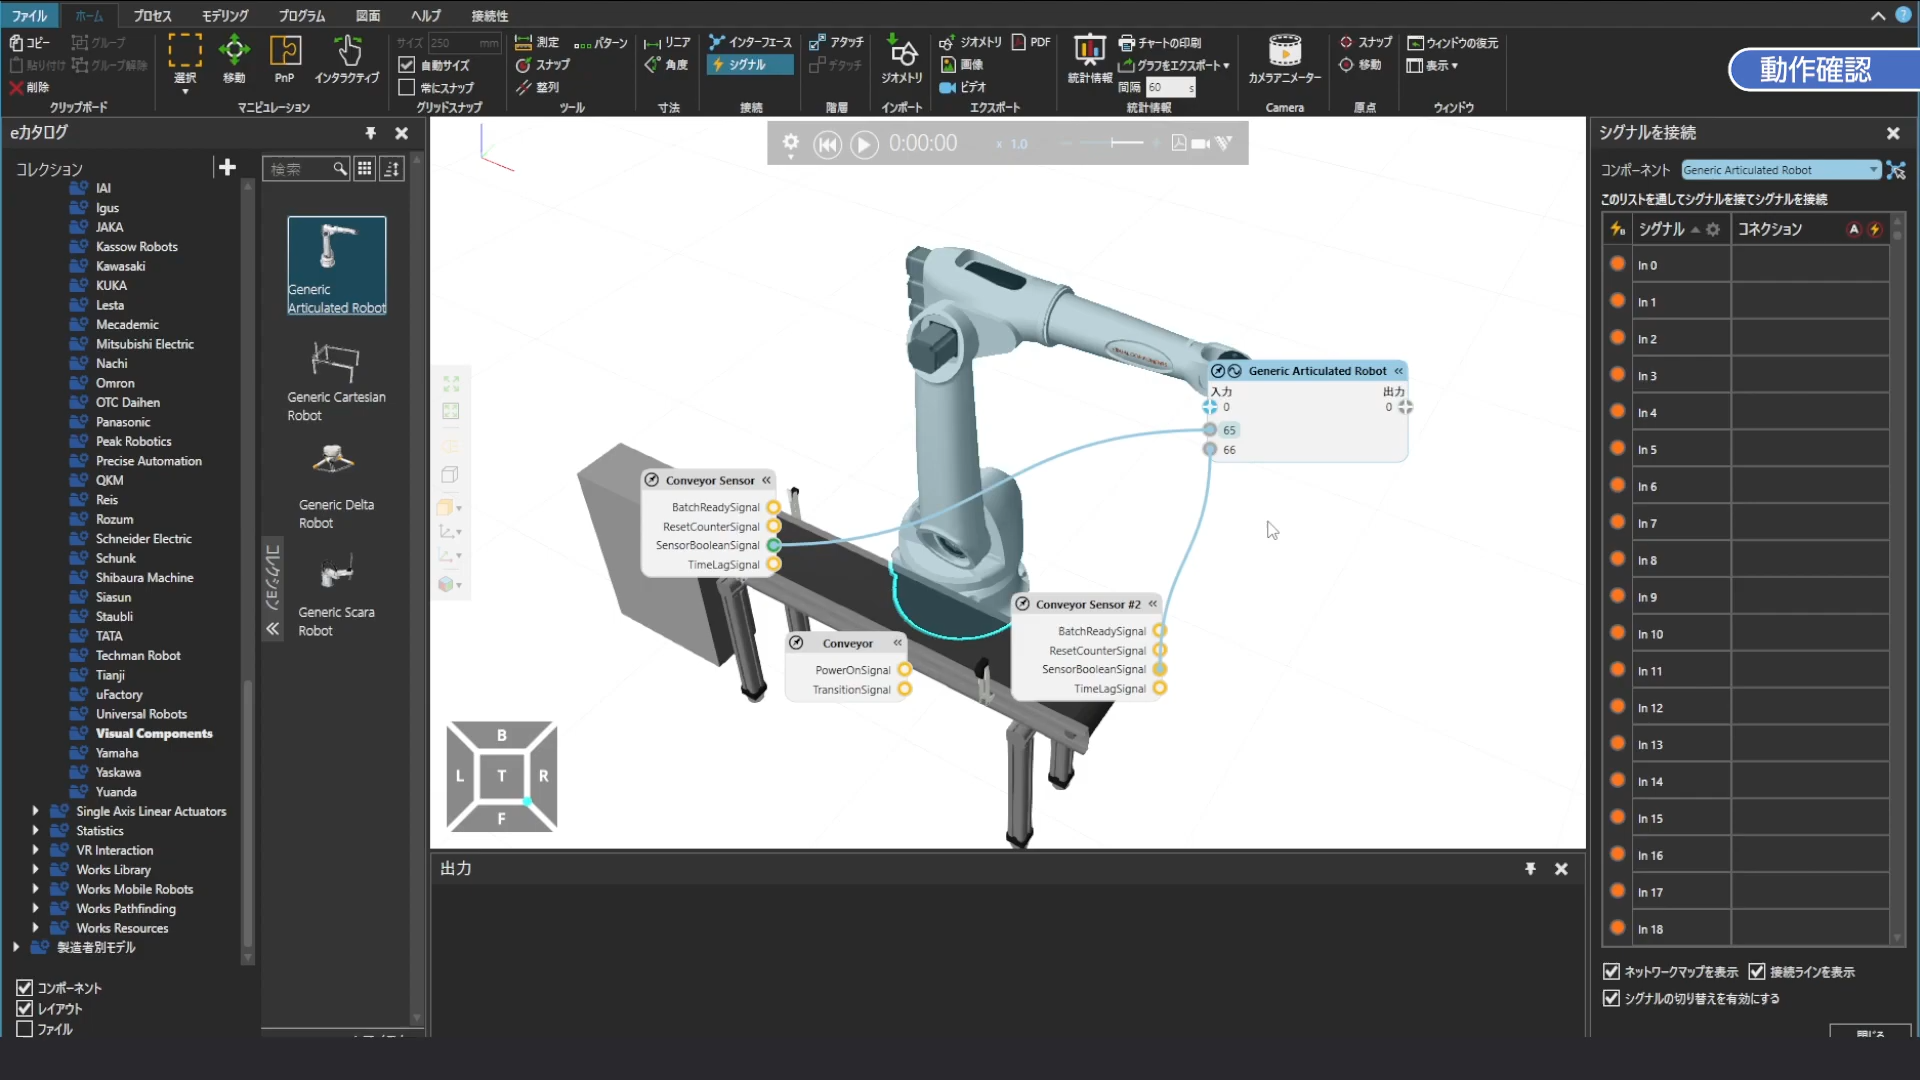 ファイル ホーム プロセス モデリング プログラム 図面 ヘルプ 接続性
コピー グループ
貼り付け グループ解除
削除
クリップボード
選択 移動 PnP インタラクティブ
マニピュレーション
サイズ 250 mm
自動サイズ
常にスナップ
グリッドスナップ
測定 パターン
スナップ
整列
ツール
リニア
角度
寸法
インターフェース
シグナル
接続
アタッチ
デタッチ
階層
ジオメトリ
インポート
ジオメトリ PDF
画像
ビデオ
エクスポート
統計情報
チャートの印刷
グラフをエクスポート
間隔 60 s
統計情報
カメラアニメーター
Camera
スナップ
移動
原点
ウィンドウの復元
表示
ウィンドウ
動作確認
eカタログ
コレクション
検索
IAI
Igus
JAKA
Kassow Robots
Kawasaki
KUKA
Lesta
Mecademic
Mitsubishi Electric
Nachi
Omron
OTC Daihen
Panasonic
Peak Robotics
Precise Automation
QKM
Reis
Rozum
Schneider Electric
Schunk
Shibaura Machine
Siasun
Staubli
TATA
Techman Robot
Tianji
uFactory
Universal Robots
Visual Components
Yamaha
Yaskawa
Yuanda
Single Axis Linear Actuators
Statistics
VR Interaction
Works Library
Works Mobile Robots
Works Pathfinding
Works Resources
製造者別モデル
コンポーネント
レイアウト
ファイル
コレクション
Generic
Articulated Robot
Generic Cartesian
Robot
Generic Delta
Robot
Generic Scara
Robot
0:00:00 x 1.0
Generic Articulated Robot
入力 出力
0 0
65
66
Conveyor Sensor
BatchReadySignal
ResetCounterSignal
SensorBooleanSignal
TimeLagSignal
Conveyor
PowerOnSignal
TransitionSignal
Conveyor Sensor #2
BatchReadySignal
ResetCounterSignal
SensorBooleanSignal
TimeLagSignal
B
L T R
F
出力
シグナルを接続
コンポーネント Generic Articulated Robot
このリストを通してシグナルを接てシグナルを接続
シグナル コネクション A
In 0
In 1
In 2
In 3
In 4
In 5
In 6
In 7
In 8
In 9
In 10
In 11
In 12
In 13
In 14
In 15
In 16
In 17
In 18
ネットワークマップを表示 接続ラインを表示
シグナルの切り替えを有効にする
閉じる